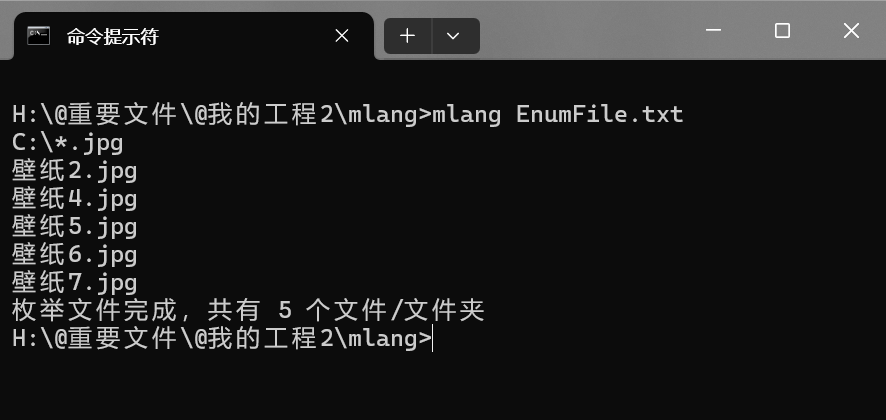 命令提示符
H:\@重要文件\@我的工程2\mlang>mlang EnumFile.txt
C:\*.jpg
壁纸2.jpg
壁纸4.jpg
壁纸5.jpg
壁纸6.jpg
壁纸7.jpg
枚举文件完成，共有 5 个文件/文件夹
H:\@重要文件\@我的工程2\mlang>